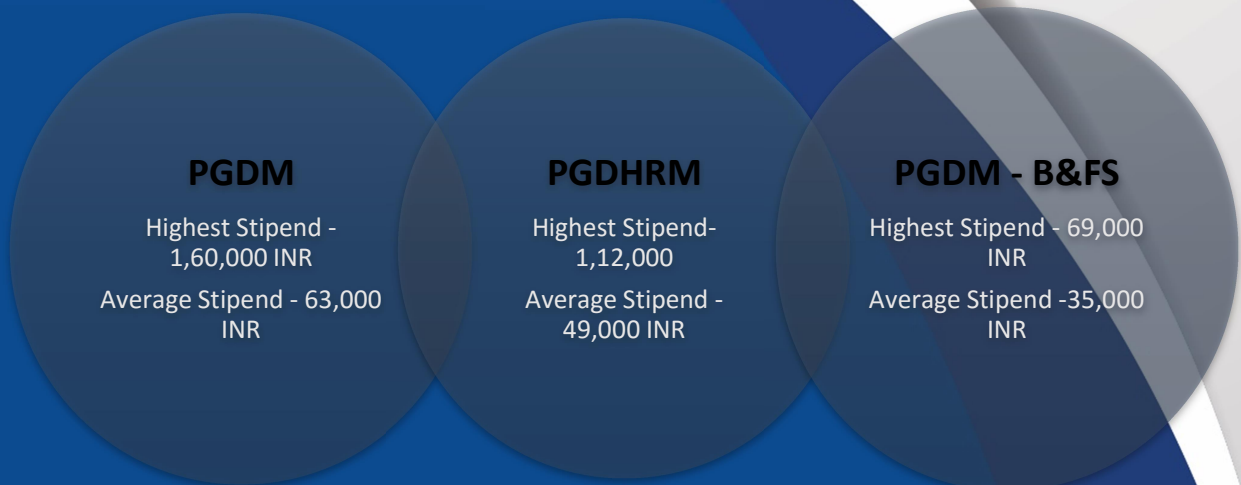 PGDM
Highest Stipend -
1,60,000 INR
Average Stipend - 63,000
INR
PGDHRM
Highest Stipend-
1,12,000
Average Stipend -
49,000 INR
PGDM - B&FS
Highest Stipend - 69,000
INR
Average Stipend -35,000
INR